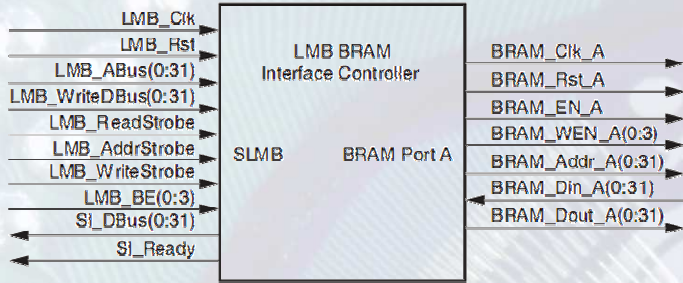 LMB_Clk
LMB_Rst
LMB_ABus(0:31)
LMB_WriteDBus(0:31)
LMB_ReadStrobe
LMB_AddrStrobe
LMB_WriteStrobe
LMB_BE(0:3)
Sl_DBus(0:31)
Sl_Ready
LMB BRAM
Interface Controller
SLMB
BRAM Port A
BRAM_Clk_A
BRAM_Rst_A
BRAM_EN_A
BRAM_WEN_A(0:3)
BRAM_Addr_A(0:31)
BRAM_Din_A(0:31)
BRAM_Dout_A(0:31)